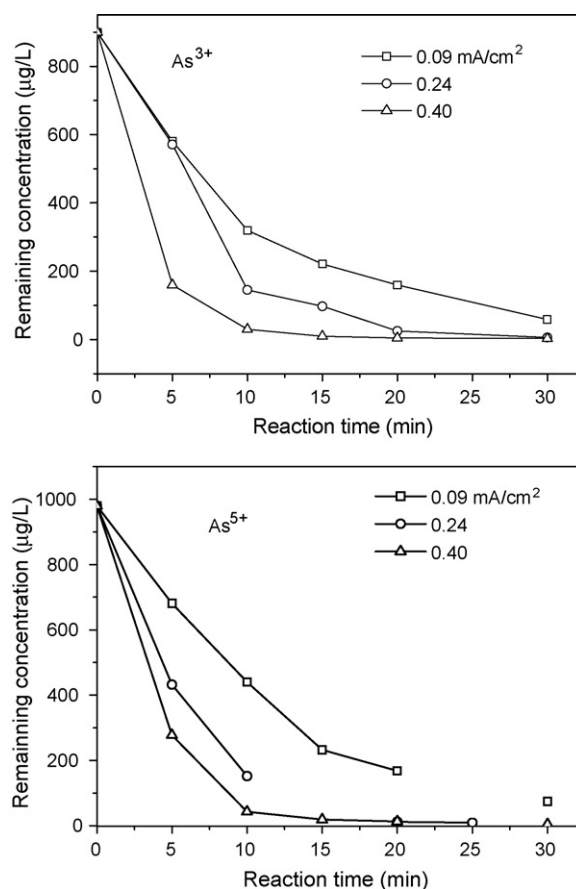 As3+
0.09 mA/cm2
0.24
0.40
Remaining concentration (μg/L)
800
600
400
200
0
0 5 10 15 20 25 30
Reaction time (min)
As5+
0.09 mA/cm2
0.24
0.40
Remainning concentration (μg/L)
1000
800
600
400
200
0
0 5 10 15 20 25 30
Reaction time (min)